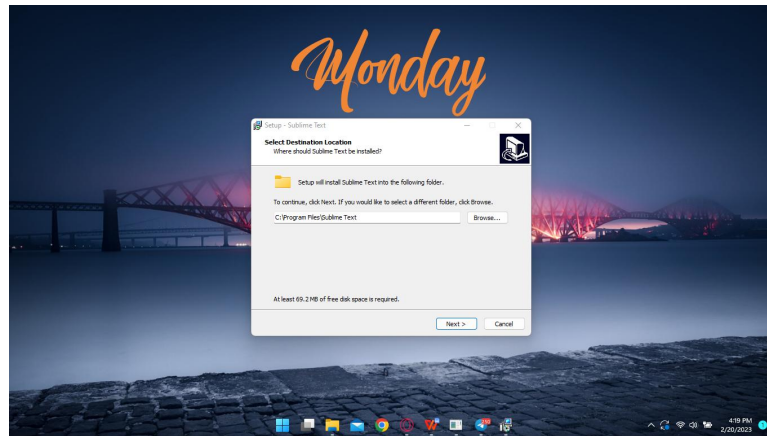 Monday
Setup - Sublime Text
Select Destination Location
Where should Sublime Text be installed?
Setup will install Sublime Text into the following folder.
To continue, click Next. If you would like to select a different folder, click Browse.
C:\Program Files\Sublime Text
Browse...
At least 69.2 MB of free disk space is required.
Next >
Cancel
4:19 PM
2/20/2023
1